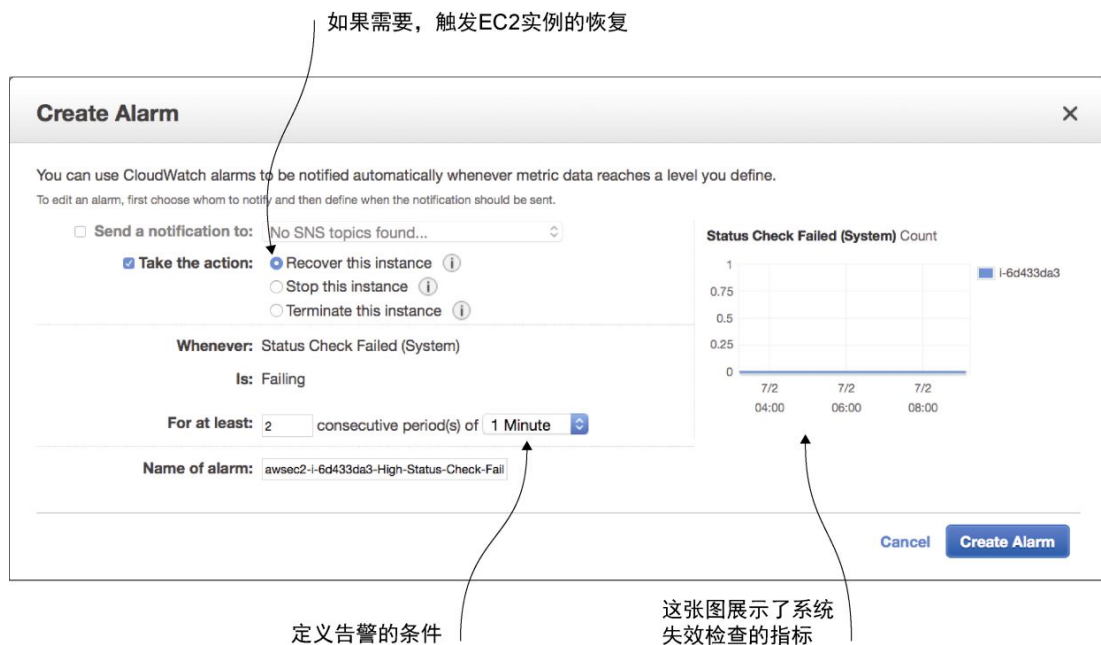 如果需要，触发EC2实例的恢复
Create Alarm
You can use CloudWatch alarms to be notified automatically whenever metric data reaches a level you define.
To edit an alarm, first choose whom to notify and then define when the notification should be sent.
Send a notification to: No SNS topics found...
Take the action: Recover this instance i
Stop this instance i
Terminate this instance i
Whenever: Status Check Failed (System)
Is: Failing
For at least: 2 consecutive period(s) of 1 Minute
Name of alarm: awsec2-i-6d433da3-High-Status-Check-Fail
Status Check Failed (System) Count
1
0.75
0.5
0.25
0
7/2 7/2 7/2
04:00 06:00 08:00
i-6d433da3
Cancel Create Alarm
定义告警的条件
这张图展示了系统
失效检查的指标